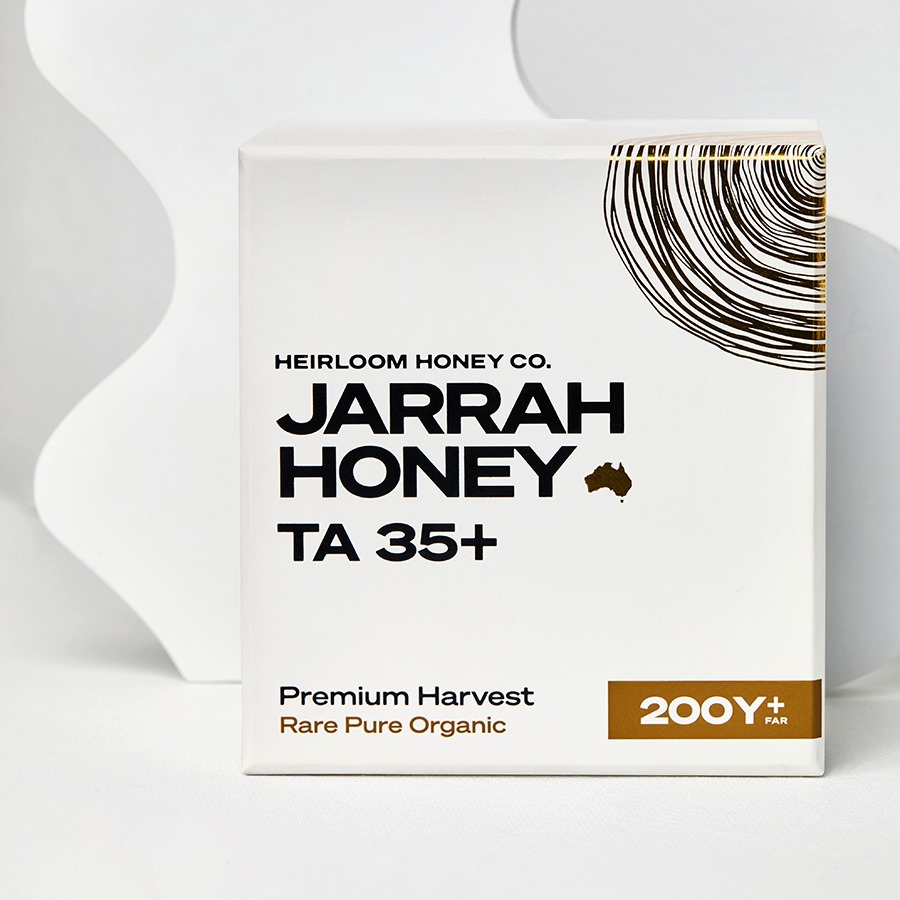 HEIRLOOM HONEY CO.
JARRAH
HONEY
TA 35+
Premium Harvest
Rare Pure Organic
200Y+
FAR